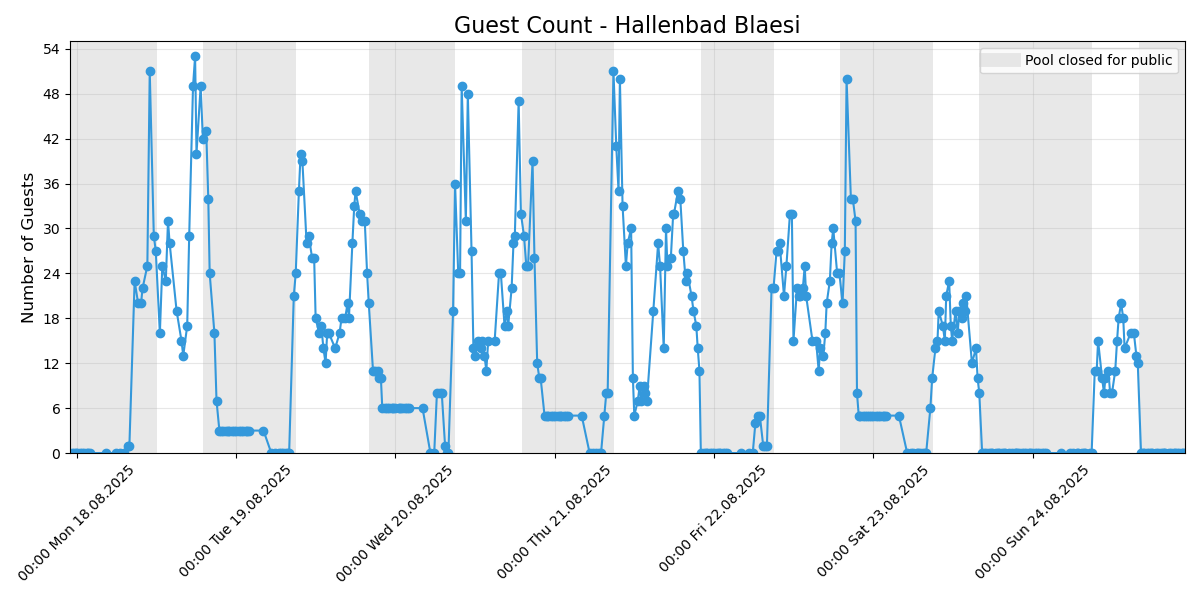 Guest Count - Hallenbad Blaesi
Pool closed for public
Number of Guests
54
48
42
36
30
24
18
12
6
0
00:00 Mon 18.08.2025
00:00 Tue 19.08.2025
00:00 Wed 20.08.2025
00:00 Thu 21.08.2025
00:00 Fri 22.08.2025
00:00 Sat 23.08.2025
00:00 Sun 24.08.2025